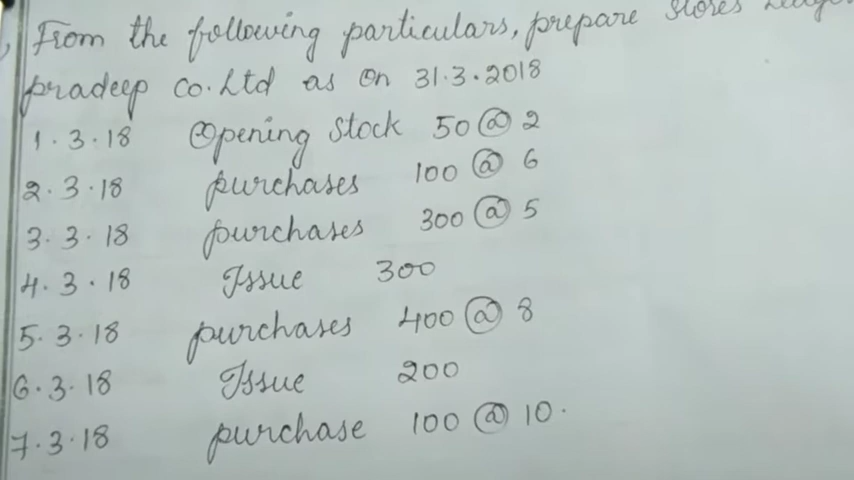 From the following particulars, prepare stores
pradeep co. Ltd as on 31.3.2018
1.3.18 Opening Stock 50 @ 2
2.3.18 purchases 100 @ 6
3.3.18 purchases 300 @ 5
4.3.18 Issue 300
5.3.18 purchases 400 @ 8
6.3.18 Issue 200
7.3.18 purchase 100 @ 10.